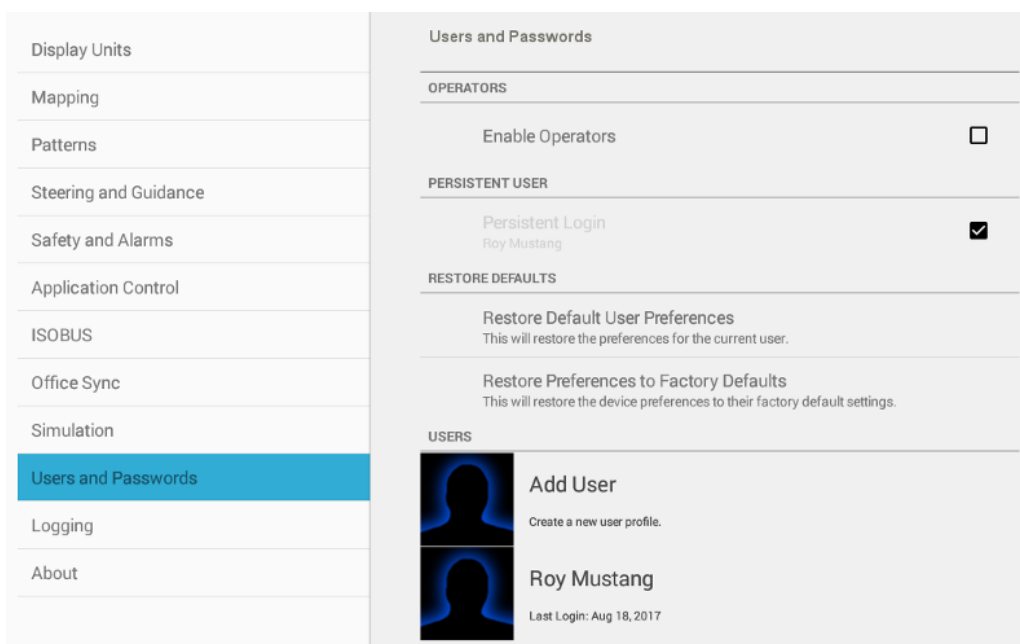 Display Units
Mapping
Patterns
Steering and Guidance
Safety and Alarms
Application Control
ISOBUS
Office Sync
Simulation
Users and Passwords
Logging
About
Users and Passwords
OPERATORS
Enable Operators
PERSISTENT USER
Persistent Login
Roy Mustang
RESTORE DEFAULTS
Restore Default User Preferences
This will restore the preferences for the current user.
Restore Preferences to Factory Defaults
This will restore the device preferences to their factory default settings.
USERS
Add User
Create a new user profile.
Roy Mustang
Last Login: Aug 18, 2017